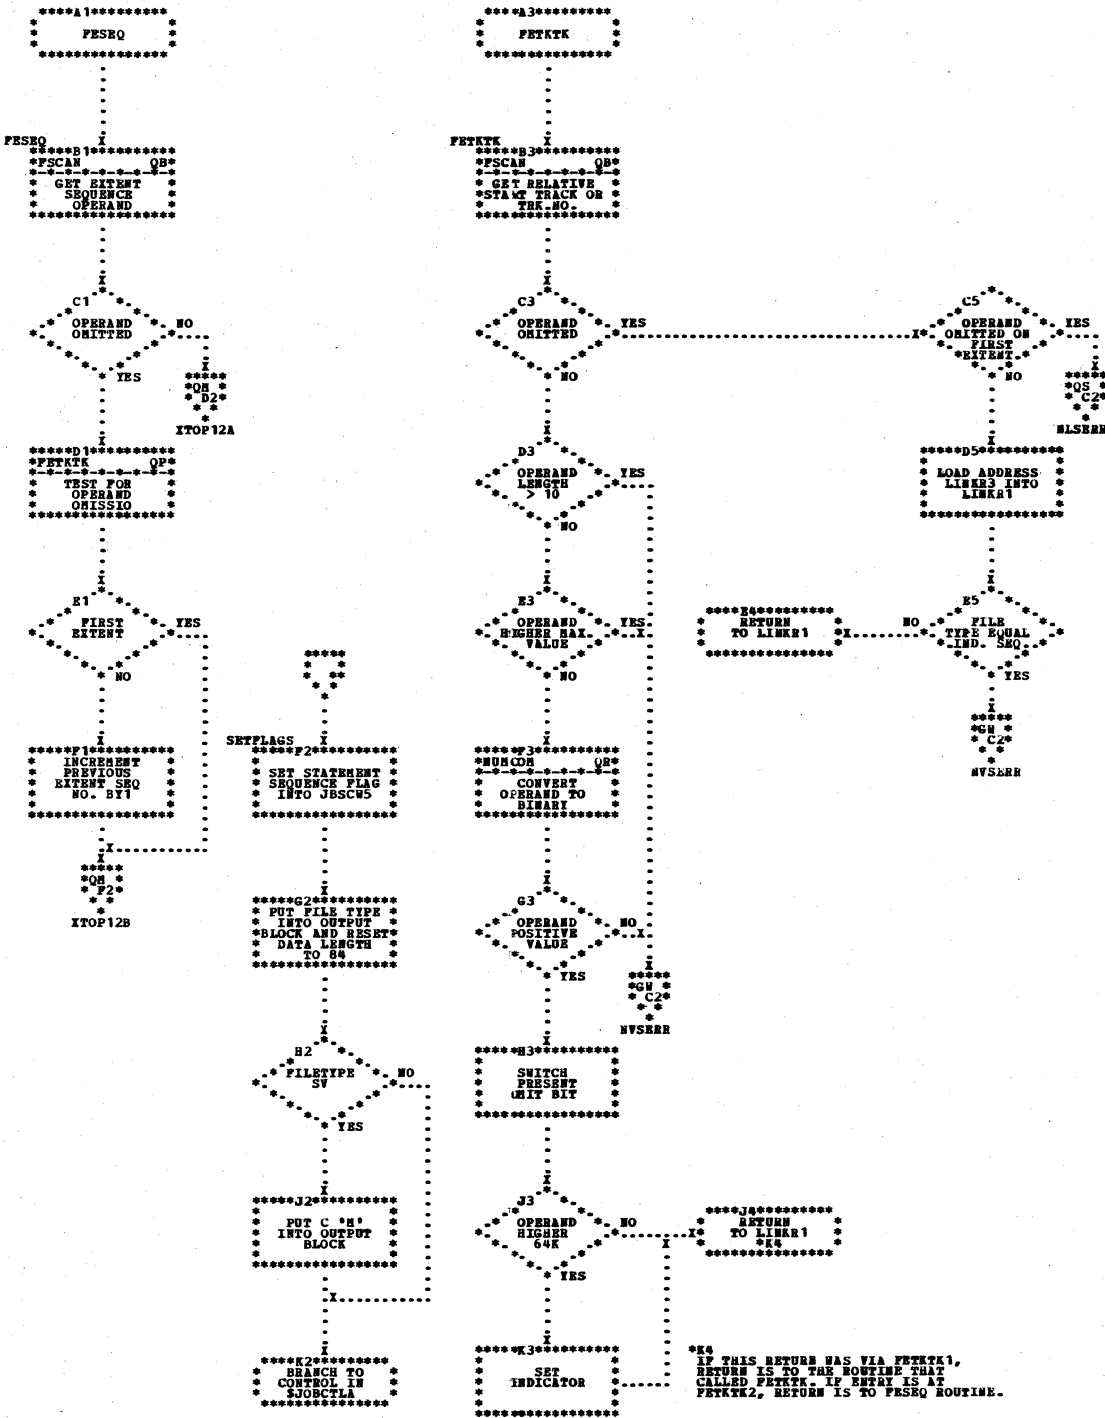 A1
FESEQ
FESEQ
B1
FSCAN QB
GET EXTENT
SEQUENCE
OPERAND
C1
OPERAND
OMITTED
NO
YES
QM
D2
XTOP12A
D1
FETKTK QP
TEST FOR
OPERAND
OMISSIO
E1
FIRST
EXTENT
YES
NO
F1
INCREMENT
PREVIOUS
EXTENT SEQ
NO. BY1
QM
F2
XTOP12B
SETFLAGS
F2
SET STATEMENT
SEQUENCE FLAG
INTO JBSCW5
G2
PUT FILE TYPE
INTO OUTPUT
BLOCK AND RESET
DATA LENGTH
TO 84
H2
FILETYPE
SV
NO
YES
J2
PUT C 'M'
INTO OUTPUT
BLOCK
K2
BRANCH TO
CONTROL IN
$JOBCTLA
A3
FETKTK
FETKTK
B3
FSCAN QB
GET RELATIVE
START TRACK OR
TRK.NO.
C3
OPERAND
OMITTED
YES
NO
D3
OPERAND
LENGTH
> 10
YES
NO
E3
OPERAND
HIGHER MAX.
VALUE
YES
NO
F3
NUMCOM QR
CONVERT
OPERAND TO
BINARY
G3
OPERAND
POSITIVE
VALUE
NO
YES
GW
C2
NVSERR
H3
SWITCH
PRESENT
OMIT BIT
J3
OPERAND
HIGHER
64K
NO
YES
K3
SET
INDICATOR
J4
RETURN
TO LINKR1
*K4
C5
OPERAND
OMITTED ON
FIRST
EXTENT
YES
NO
QS
C2
NLSERR
D5
LOAD ADDRESS
LINKR3 INTO
LINKR1
E5
FILE
TYPE EQUAL
IND. SEQ.
NO
YES
E4
RETURN
TO LINKR1
GW
C2
NVSERR
*K4
IF THIS RETURN WAS VIA FETKTK1,
RETURN IS TO THE ROUTINE THAT
CALLED FETKTK. IF ENTRY IS AT
FETKTK2, RETURN IS TO FESEQ ROUTINE.